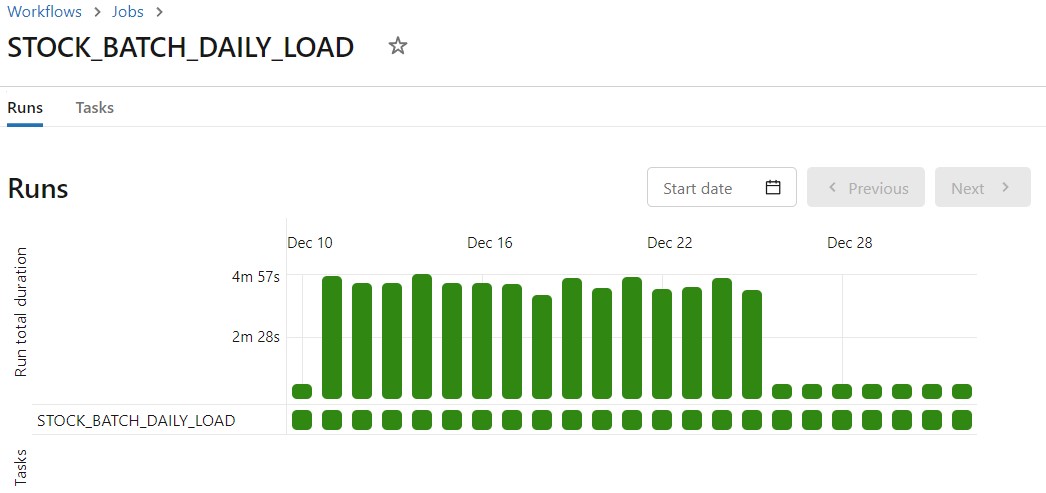 Workflows > Jobs >
STOCK_BATCH_DAILY_LOAD
Runs Tasks
Runs
Start date
Previous
Next
Dec 10 Dec 16 Dec 22 Dec 28
Run total duration
4m 57s
2m 28s
STOCK_BATCH_DAILY_LOAD
Tasks